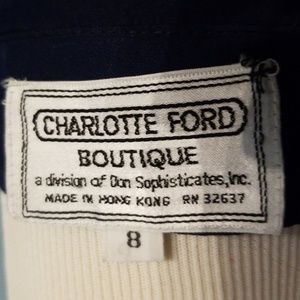 CHARLOTTE FORD
BOUTIQUE
a division of Don Sophisticates, Inc.
MADE IN HONG KONG RN 32637
8